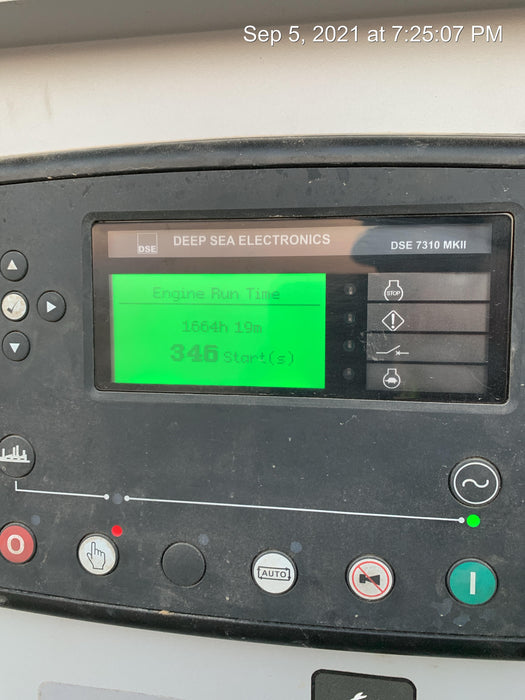 Sep 5, 2021 at 7:25:07 PM
DSE
DEEP SEA ELECTRONICS
DSE 7310 MKII
Engine Run Time
1664h 19m
346 Start(s)
STOP
O
AUTO
I